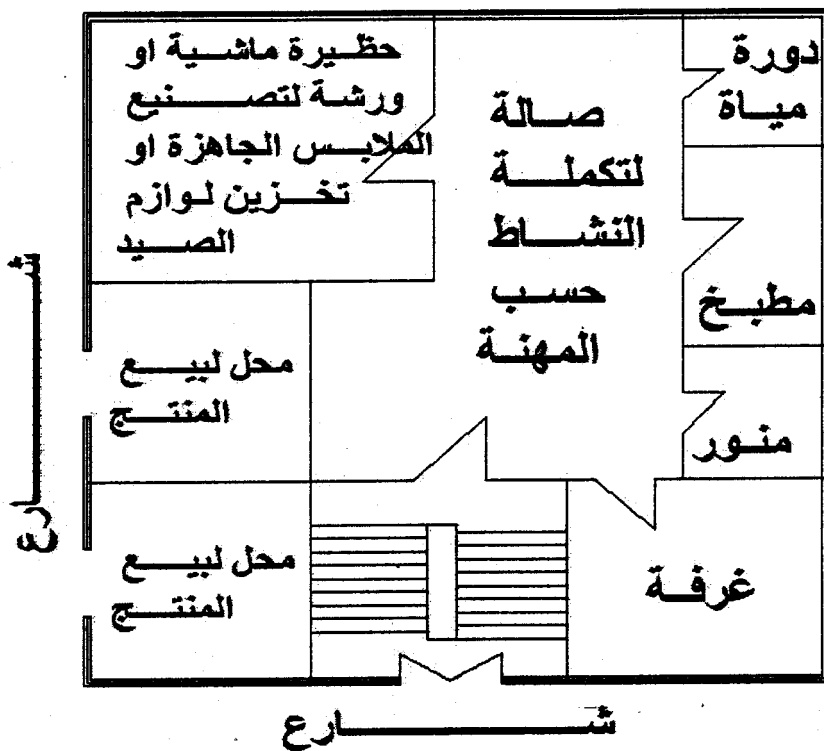 حظيرة ماشية او
ورشة لتصنيع
الملابس الجاهزة او
تخزين لوازم
الصيد
صالة
لتكملة
النشاط
حسب
المهنة
دورة
مياة
مطبخ
منور
محل لبيع
المنتج
محل لبيع
المنتج
غرفة
شارع
شارع